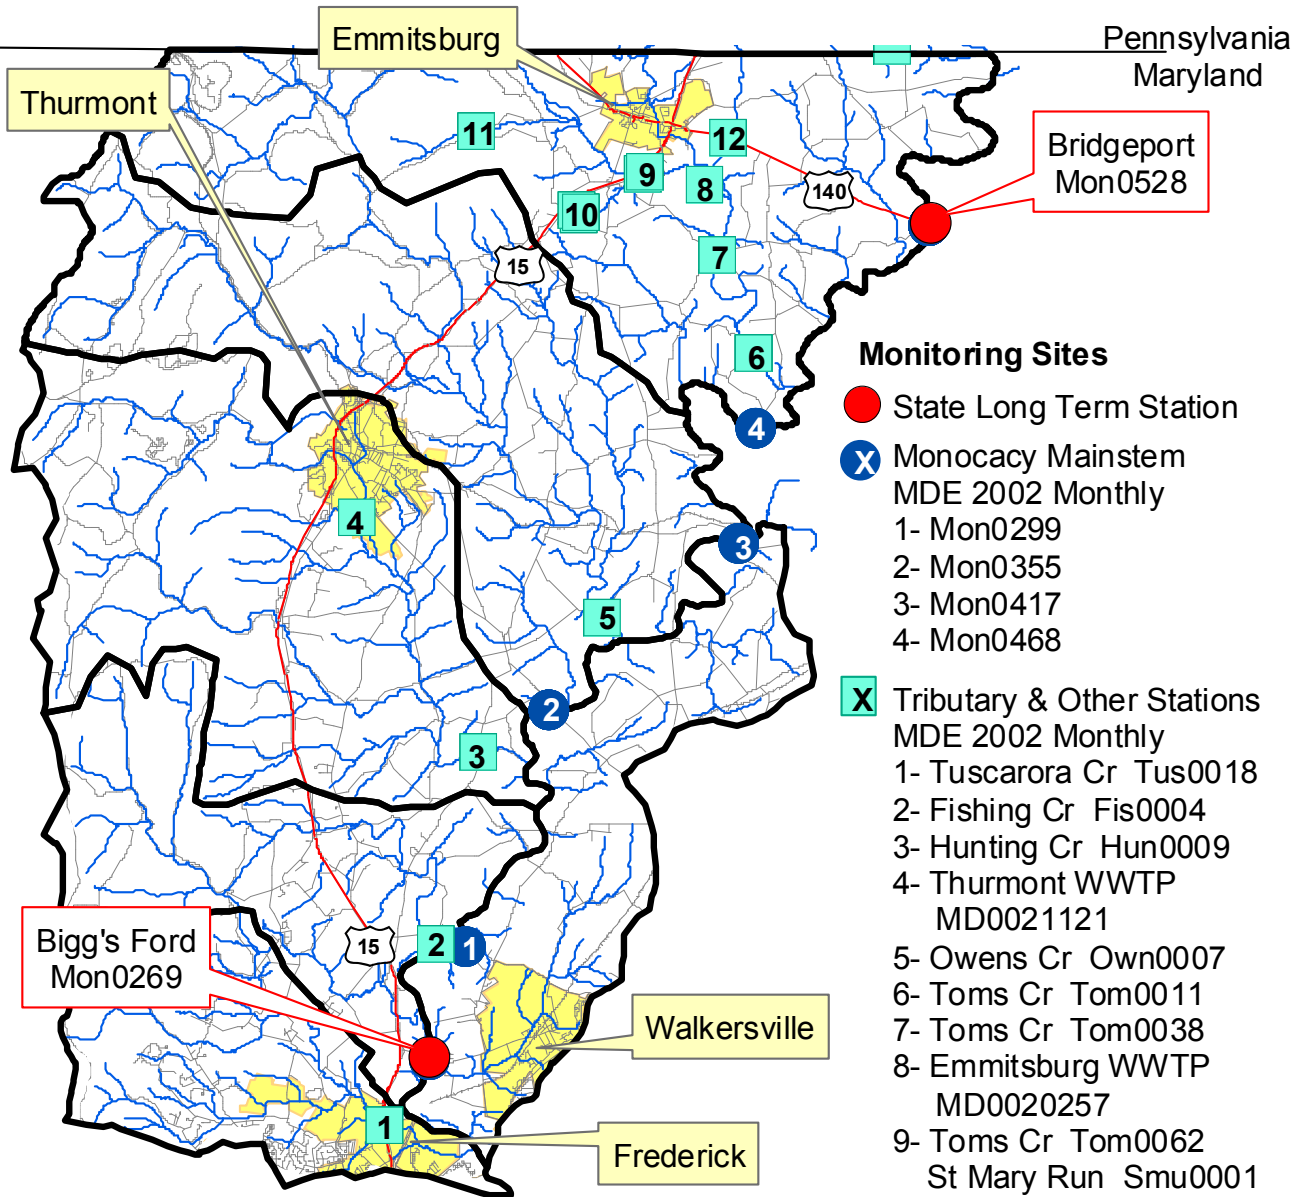 Emmitsburg
Pennsylvania
Maryland
Thurmont
11
12
Bridgeport
Mon0528
9
8
140
10
7
15
6
Monitoring Sites
State Long Term Station
4
X
Monocacy Mainstem
MDE 2002 Monthly
1- Mon0299
2- Mon0355
3- Mon0417
4- Mon0468
4
3
5
2
3
X
Tributary & Other Stations
MDE 2002 Monthly
1- Tuscarora Cr Tus0018
2- Fishing Cr Fis0004
3- Hunting Cr Hun0009
4- Thurmont WWTP
MD0021121
5- Owens Cr Own0007
6- Toms Cr Tom0011
7- Toms Cr Tom0038
8- Emmitsburg WWTP
MD0020257
9- Toms Cr Tom0062
St Mary Run Smu0001
Bigg's Ford
Mon0269
15
2
1
Walkersville
1
Frederick